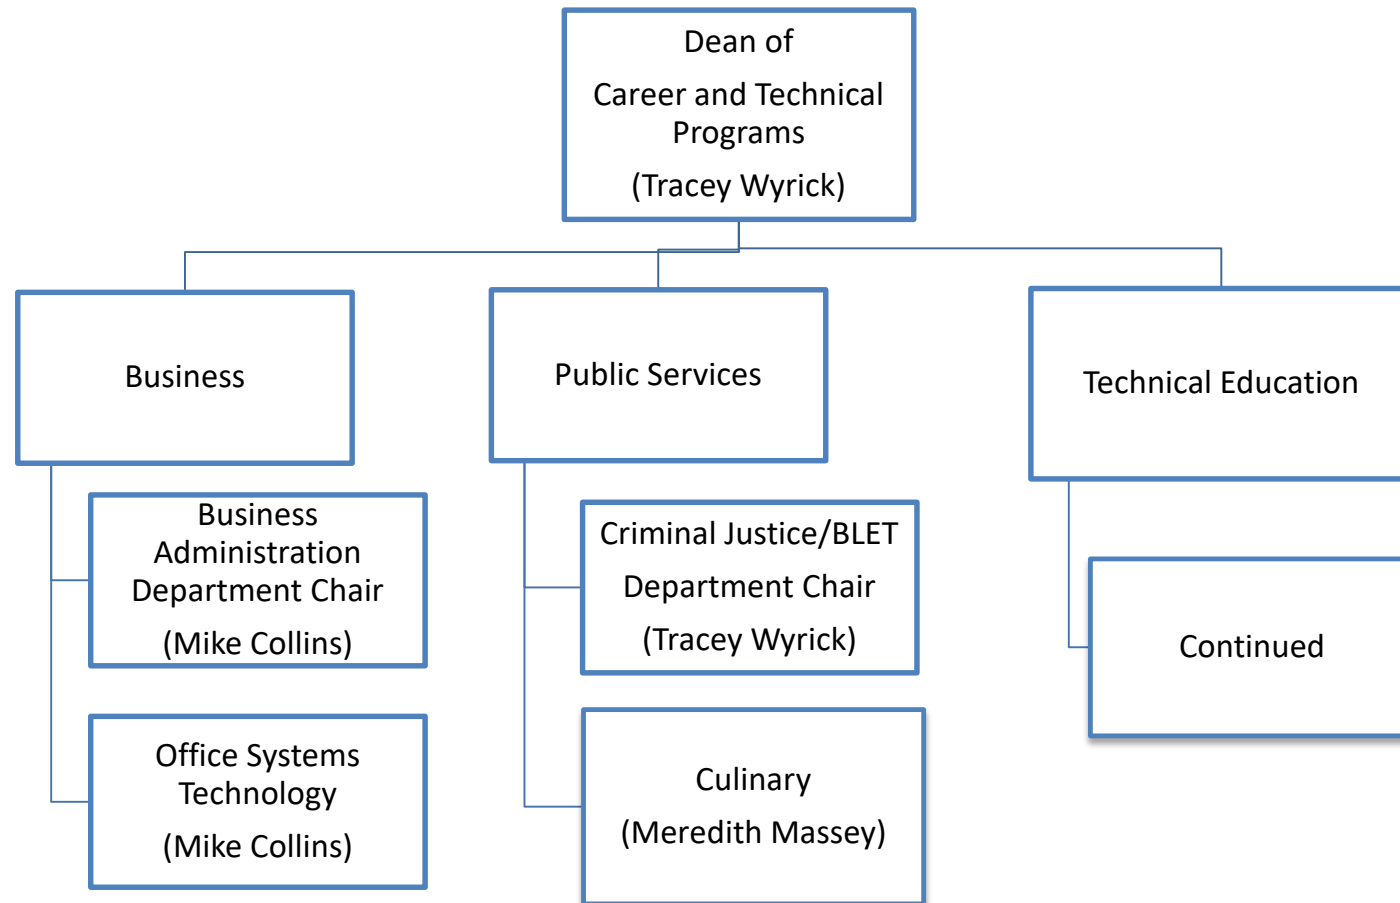 Dean of
Career and Technical
Programs
(Tracey Wyrick)
Business
Public Services
Technical Education
Business
Administration
Department Chair
(Mike Collins)
Criminal Justice/BLET
Department Chair
(Tracey Wyrick)
Continued
Office Systems
Technology
(Mike Collins)
Culinary
(Meredith Massey)